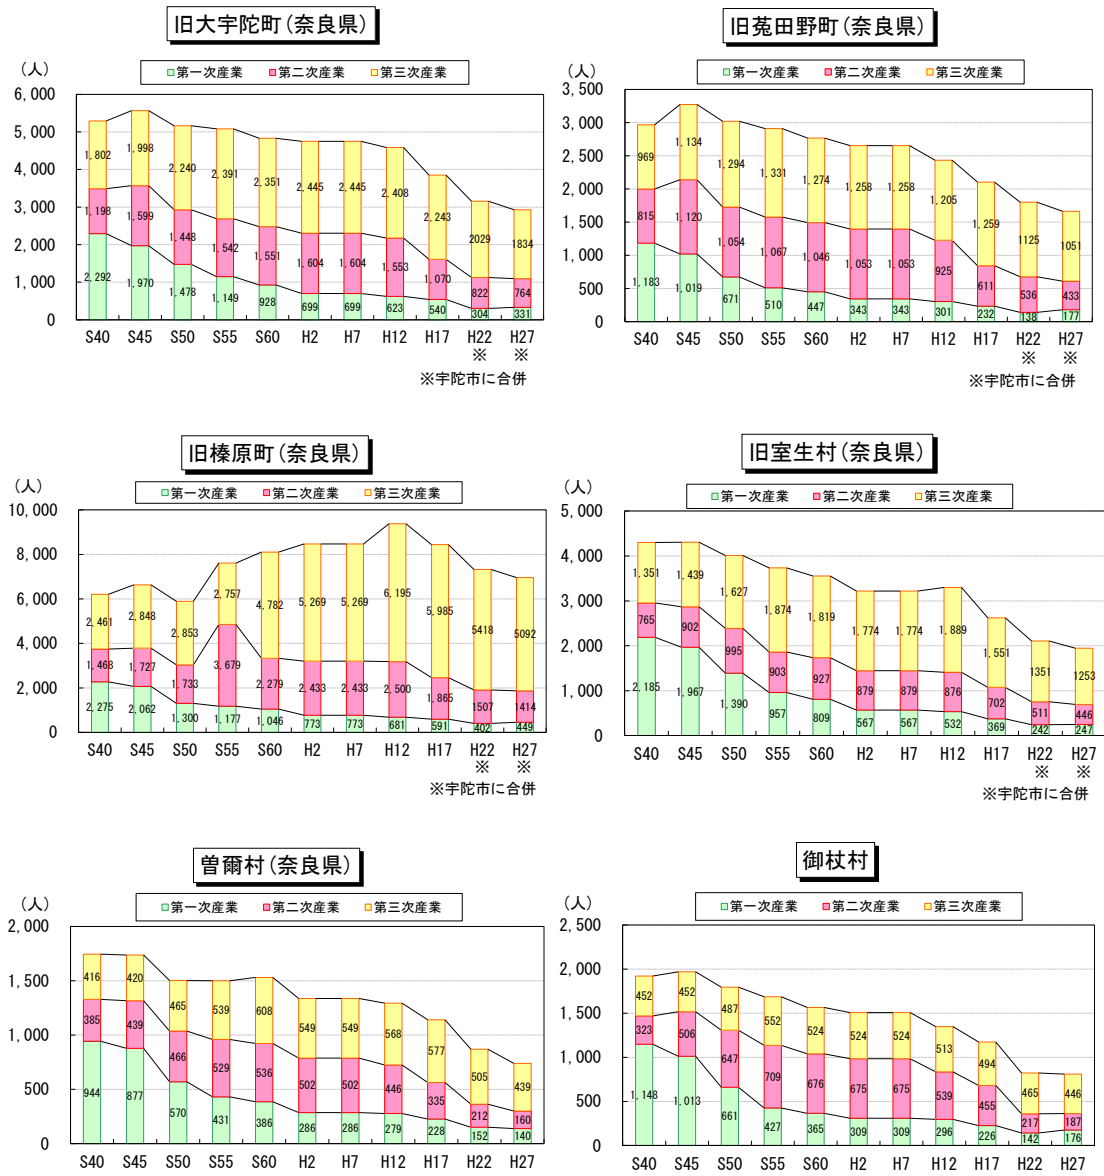 旧大宇陀町(奈良県)
(人)
第一次産業 第二次産業 第三次産業
6,000
5,000
4,000
3,000
2,000
1,000
0
1,802 1,998 2,240 2,391 2,351 2,445 2,445 2,408 2,243 2029 1834
1,198 1,599 1,448 1,542 1,551 1,604 1,604 1,553 1,070 822 764
2,292 1,970 1,478 1,149 928 699 699 623 540 304 331
S40 S45 S50 S55 S60 H2 H7 H12 H17 H22 H27
※ ※
※宇陀市に合併
旧菟田野町(奈良県)
(人)
第一次産業 第二次産業 第三次産業
3,500
3,000
2,500
2,000
1,500
1,000
500
0
969 1,134 1,294 1,331 1,274 1,258 1,258 1,205 1,259 1125 1051
815 1,120 1,054 1,067 1,046 1,053 1,053 925 611 536 433
1,183 1,019 671 510 447 343 343 301 232 138 177
S40 S45 S50 S55 S60 H2 H7 H12 H17 H22 H27
※ ※
※宇陀市に合併
旧榛原町(奈良県)
(人)
第一次産業 第二次産業 第三次産業
10,000
8,000
6,000
4,000
2,000
0
2,461 2,848 2,853 2,757 4,782 5,269 5,269 6,195 5,985 5418 5092
1,468 1,727 1,733 3,679 2,279 2,433 2,433 2,500 1,865 1507 1414
2,275 2,062 1,300 1,177 1,046 773 773 681 591 402 449
S40 S45 S50 S55 S60 H2 H7 H12 H17 H22 H27
※ ※
※宇陀市に合併
旧室生村(奈良県)
(人)
第一次産業 第二次産業 第三次産業
5,000
4,000
3,000
2,000
1,000
0
1,351 1,439 1,627 1,874 1,819 1,774 1,774 1,889 1,551 1351 1253
765 902 995 903 927 879 879 876 702 511 446
2,185 1,967 1,390 957 809 567 567 532 369 242 247
S40 S45 S50 S55 S60 H2 H7 H12 H17 H22 H27
※ ※
※宇陀市に合併
曽爾村(奈良県)
(人)
第一次産業 第二次産業 第三次産業
2,000
1,500
1,000
500
0
416 420 465 539 608 549 549 568 577 505 439
385 439 466 529 536 502 502 446 335 212 160
944 877 570 431 386 286 286 279 228 152 140
S40 S45 S50 S55 S60 H2 H7 H12 H17 H22 H27
御杖村
(人)
第一次産業 第二次産業 第三次産業
2,500
2,000
1,500
1,000
500
0
452 452 487 552 524 524 524 513 494 465 446
323 506 647 709 676 675 675 539 455 217 187
1,148 1,013 661 427 365 309 309 296 226 142 176
S40 S45 S50 S55 S60 H2 H7 H12 H17 H22 H27